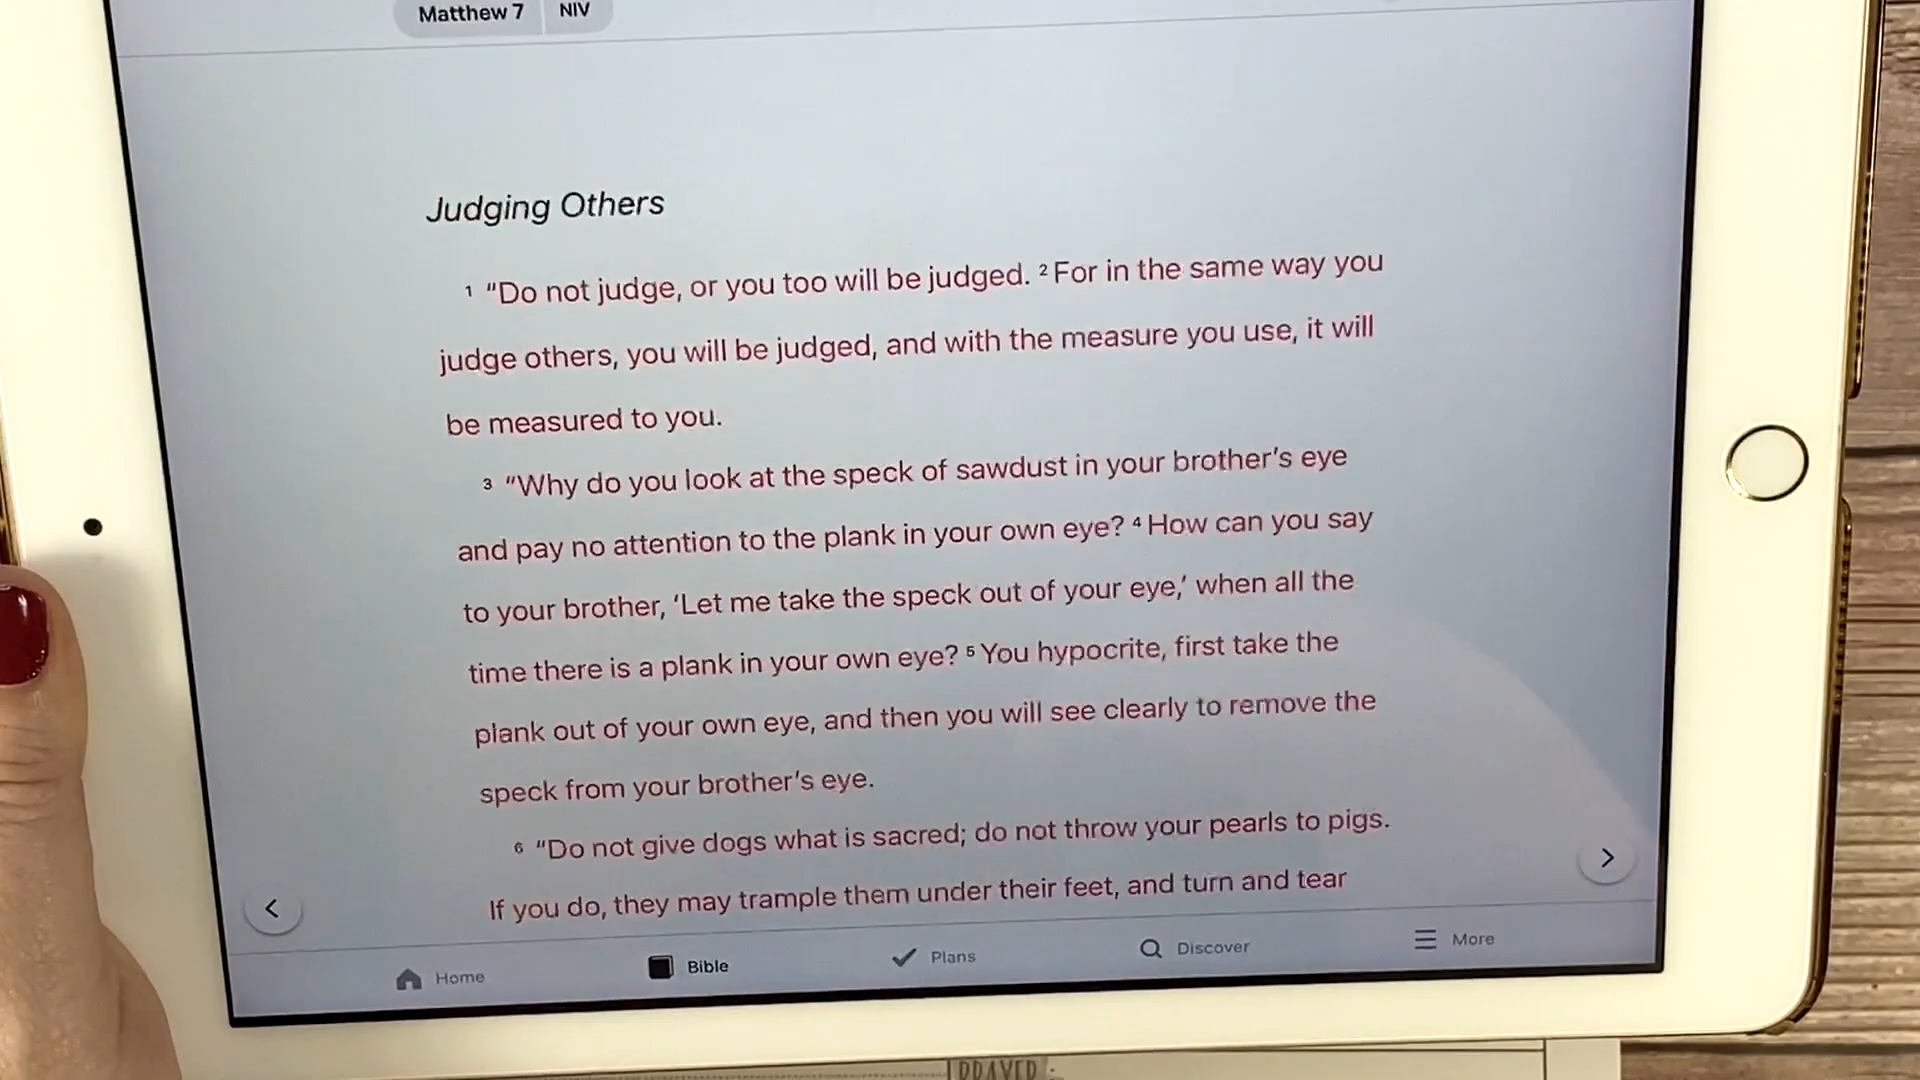 Matthew 7 NIV
Judging Others
1 “Do not judge, or you too will be judged. 2 For in the same way you
judge others, you will be judged, and with the measure you use, it will
be measured to you.
3 “Why do you look at the speck of sawdust in your brother’s eye
and pay no attention to the plank in your own eye? 4 How can you say
to your brother, ‘Let me take the speck out of your eye,’ when all the
time there is a plank in your own eye? 5 You hypocrite, first take the
plank out of your own eye, and then you will see clearly to remove the
speck from your brother’s eye.
6 “Do not give dogs what is sacred; do not throw your pearls to pigs.
If you do, they may trample them under their feet, and turn and tear
Home Bible Plans Discover More
PRAYER